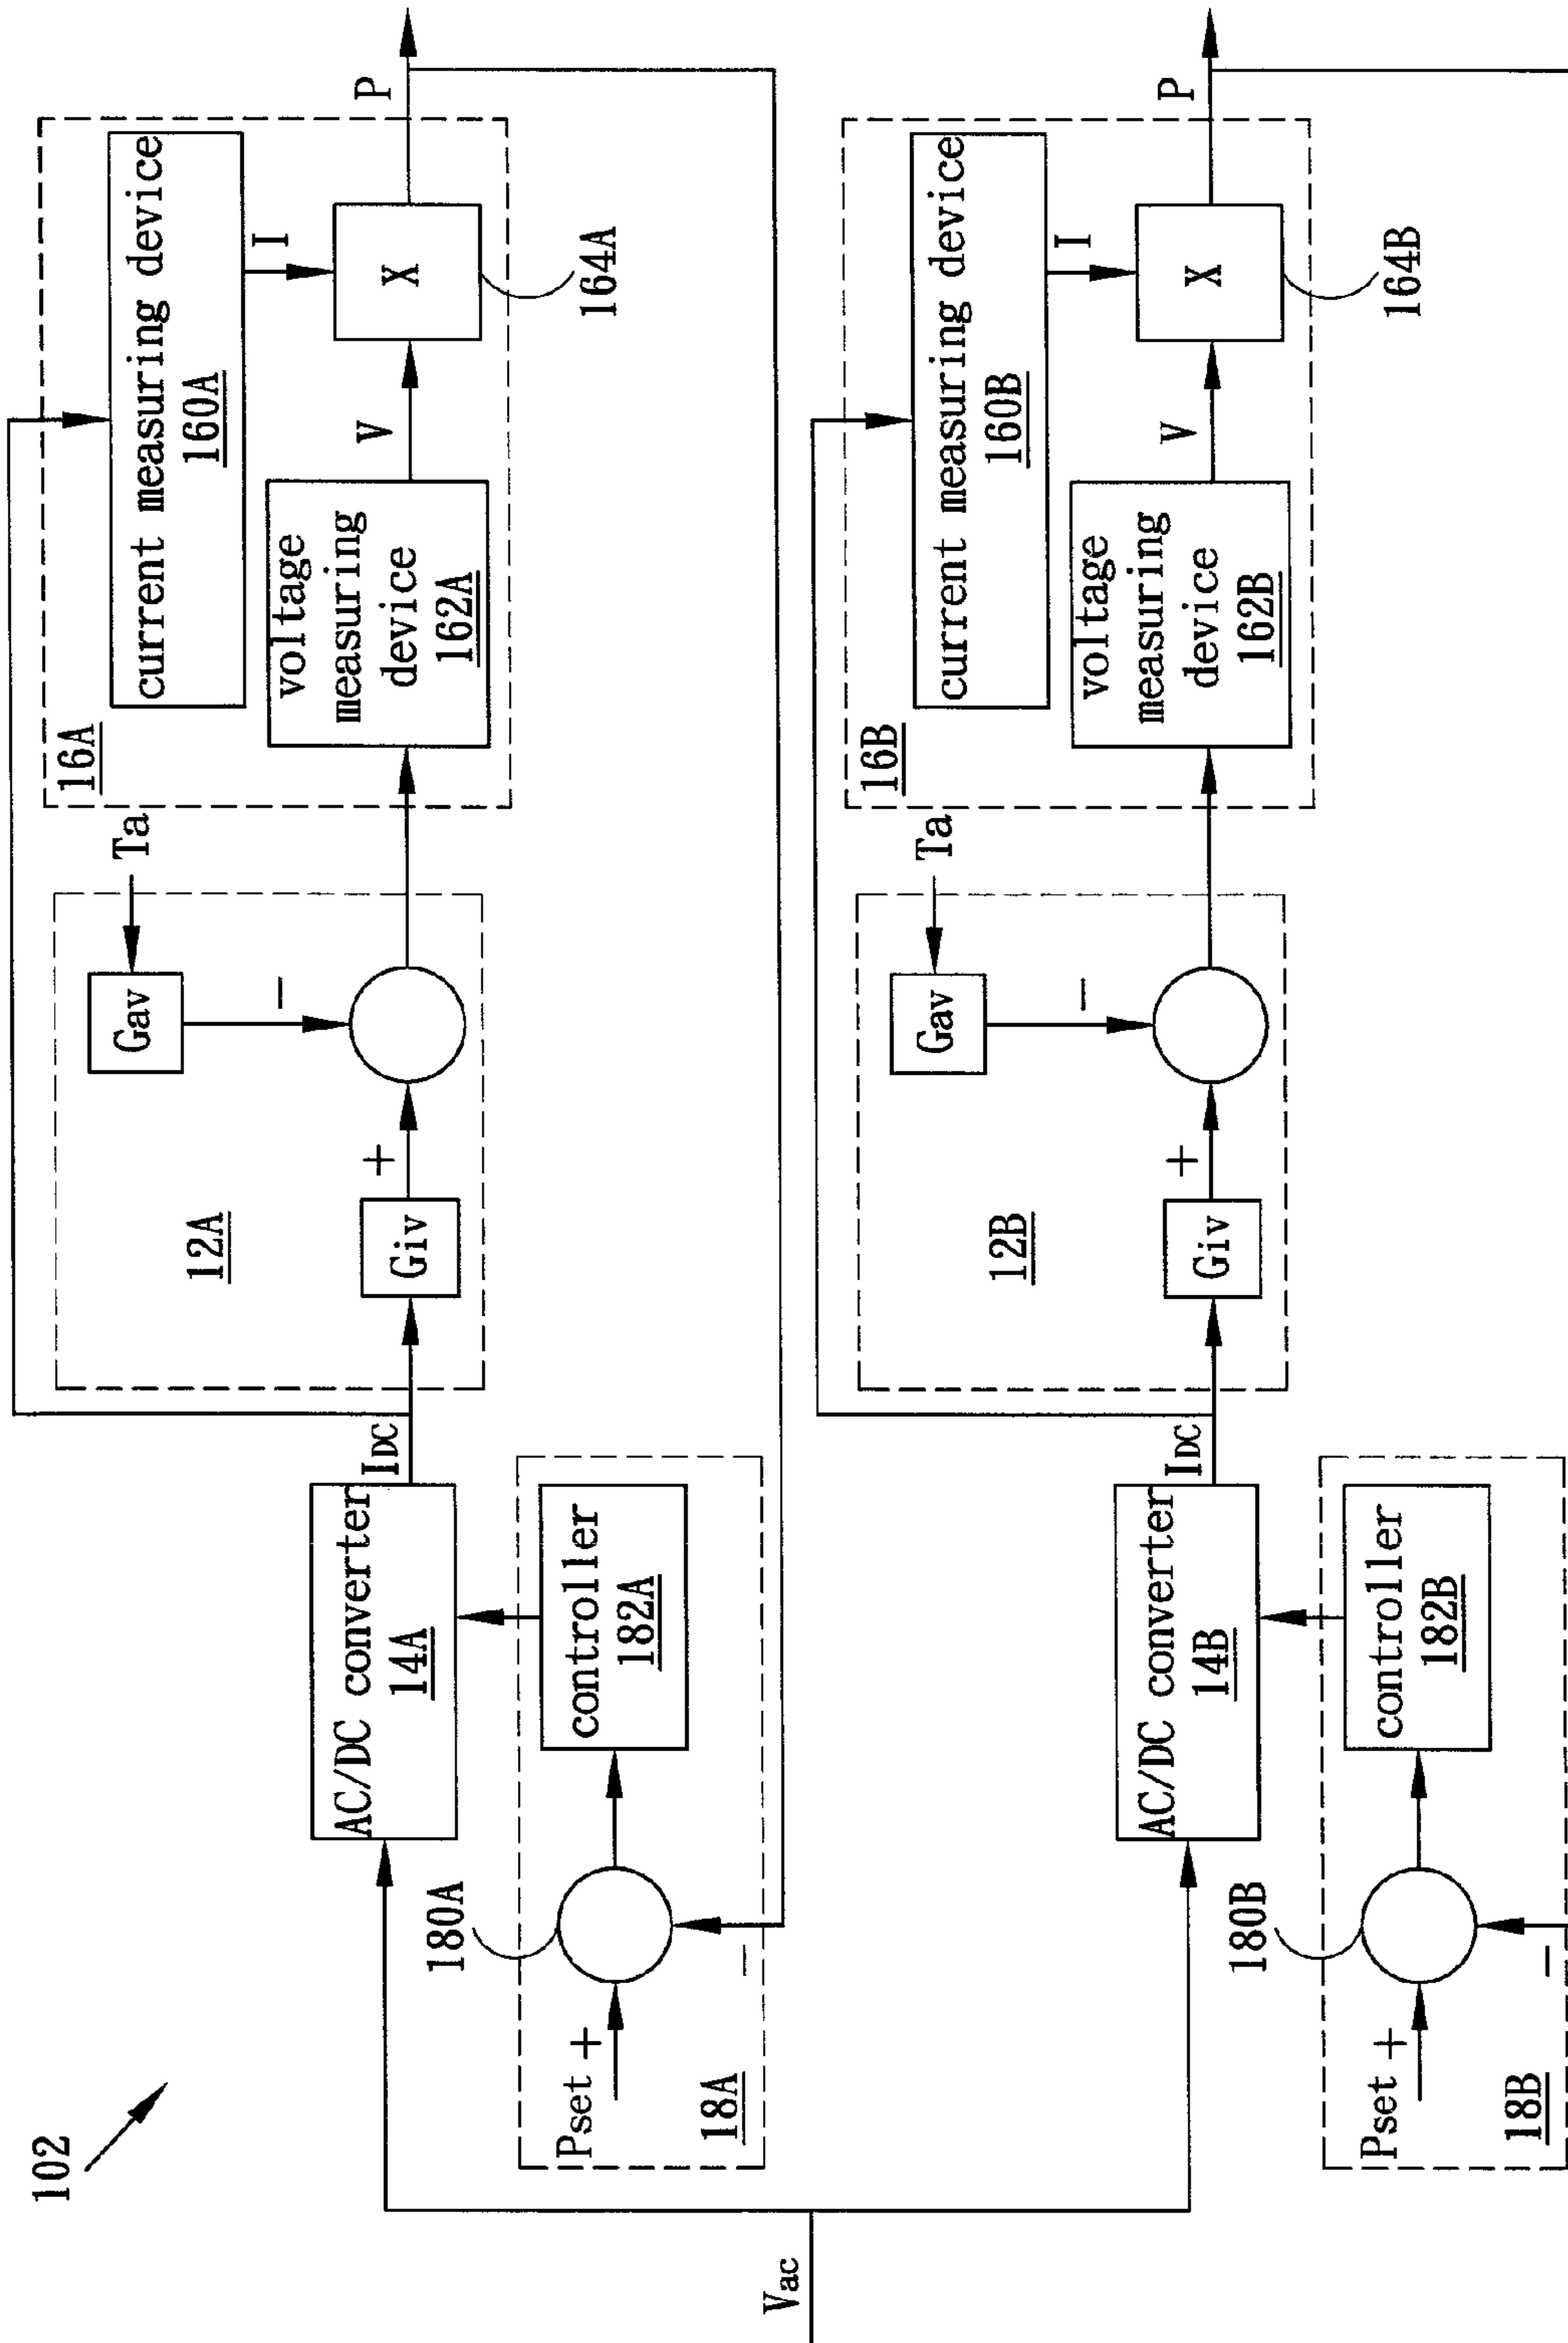 102
Vac
AC/DC converter
14A
IDC
12A
Giv
+
Gav
-
Ta
16A
current measuring device
160A
I
voltage
measuring
device
162A
V
X
164A
P
Pset
+
-
180A
controller
182A
18A
AC/DC converter
14B
IDC
12B
Giv
+
Gav
-
Ta
16B
current measuring device
160B
I
voltage
measuring
device
162B
V
X
164B
P
Pset
+
-
180B
controller
182B
18B